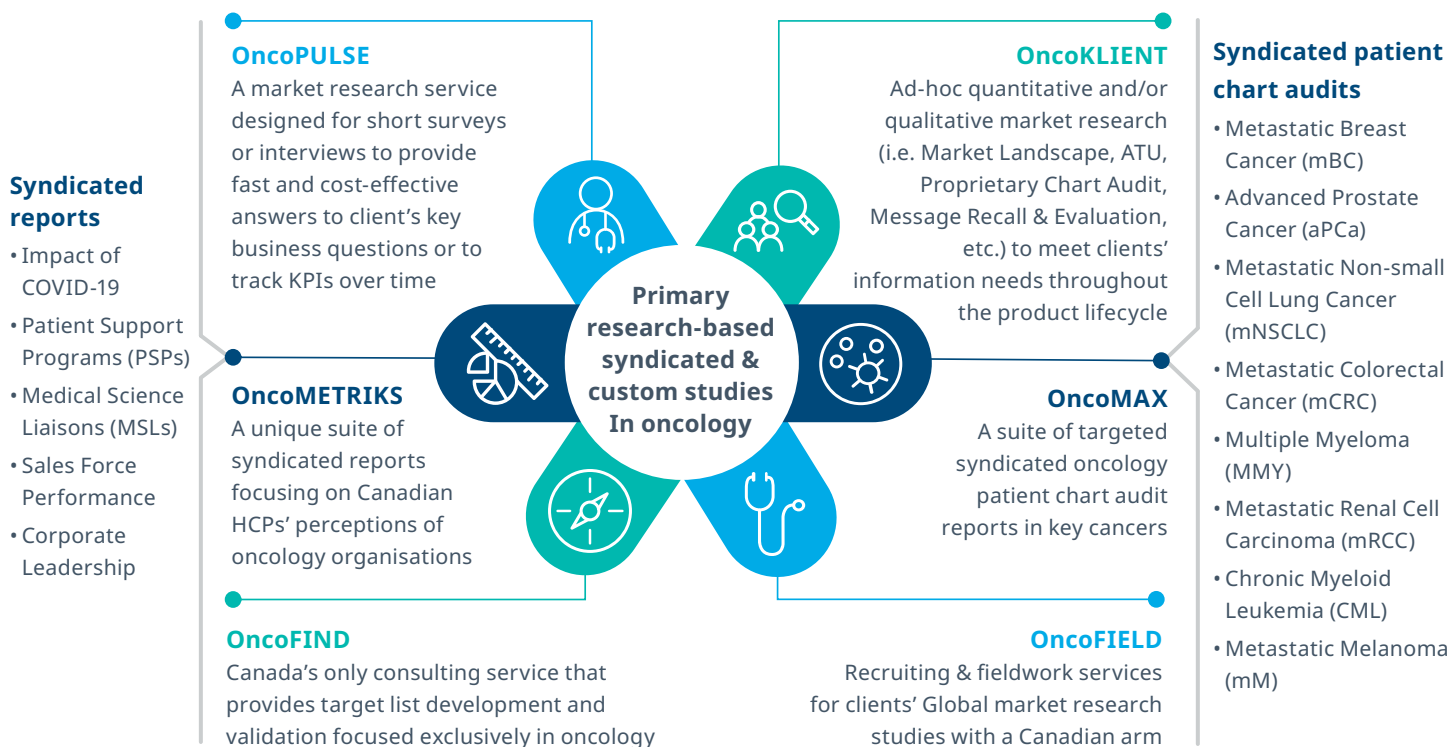 Syndicated
reports
• Impact of
COVID-19
• Patient Support
Programs (PSPs)
• Medical Science
Liaisons (MSLs)
• Sales Force
Performance
• Corporate
Leadership
OncoPULSE
A market research service
designed for short surveys
or interviews to provide
fast and cost-effective
answers to client’s key
business questions or to
track KPIs over time
OncoMETRIKS
A unique suite of
syndicated reports
focusing on Canadian
HCPs’ perceptions of
oncology organisations
OncoFIND
Canada’s only consulting service that
provides target list development and
validation focused exclusively in oncology
Primary
research-based
syndicated &
custom studies
In oncology
OncoKLIENT
Ad-hoc quantitative and/or
qualitative market research
(i.e. Market Landscape, ATU,
Proprietary Chart Audit,
Message Recall & Evaluation,
etc.) to meet clients’
information needs throughout
the product lifecycle
OncoMAX
A suite of targeted
syndicated oncology
patient chart audit
reports in key cancers
OncoFIELD
Recruiting & fieldwork services
for clients’ Global market research
studies with a Canadian arm
Syndicated patient
chart audits
• Metastatic Breast
Cancer (mBC)
• Advanced Prostate
Cancer (aPCa)
• Metastatic Non-small
Cell Lung Cancer
(mNSCLC)
• Metastatic Colorectal
Cancer (mCRC)
• Multiple Myeloma
(MMY)
• Metastatic Renal Cell
Carcinoma (mRCC)
• Chronic Myeloid
Leukemia (CML)
• Metastatic Melanoma
(mM)